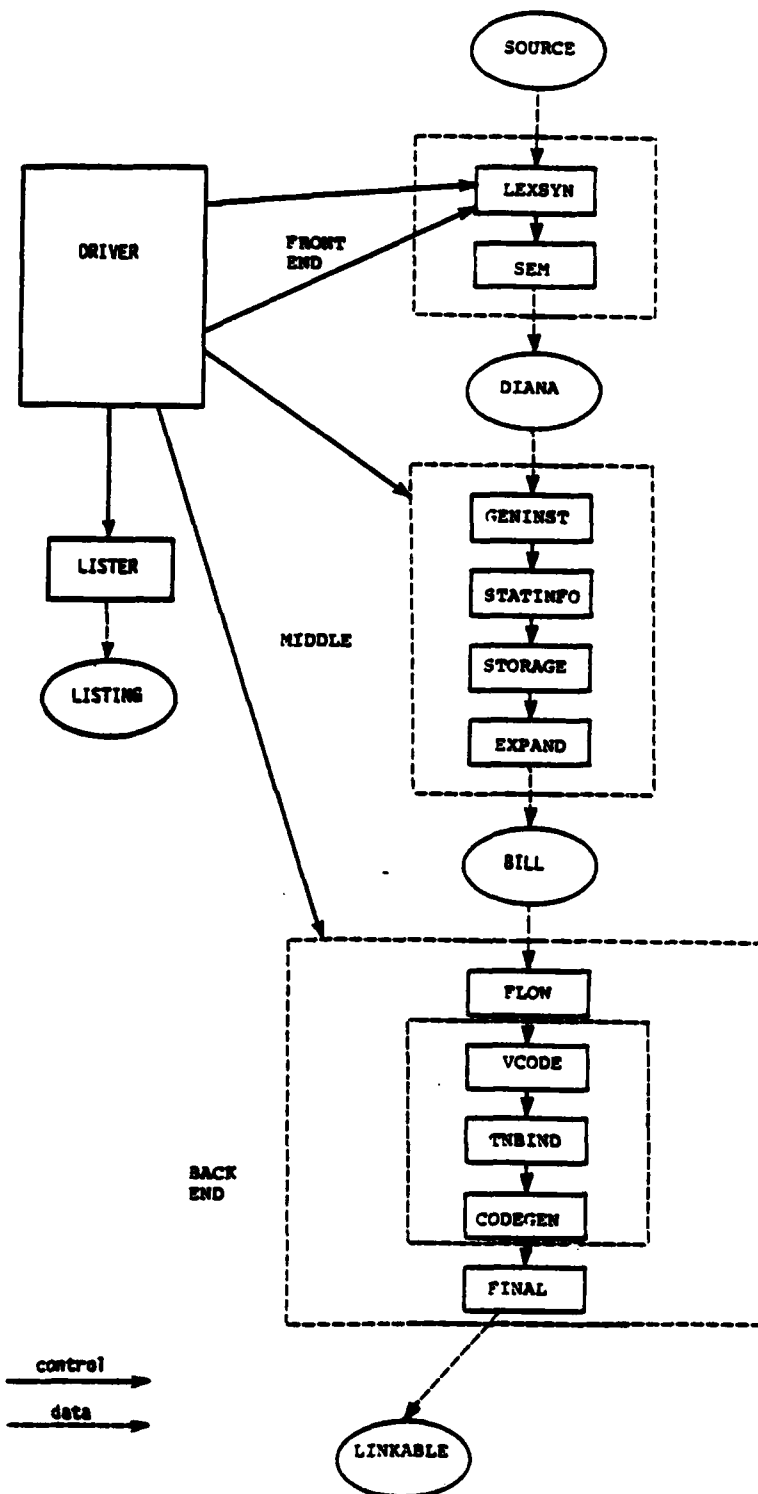 SOURCE
LEXSYN
DRIVER
FRONT
END
SEM
DIANA
GENINST
LISTER
STATINFO
MIDDLE
STORAGE
LISTING
EXPAND
BILL
FLOW
VCODE
TNBIND
BACK
END
CODEGEN
FINAL
control
data
LINKABLE